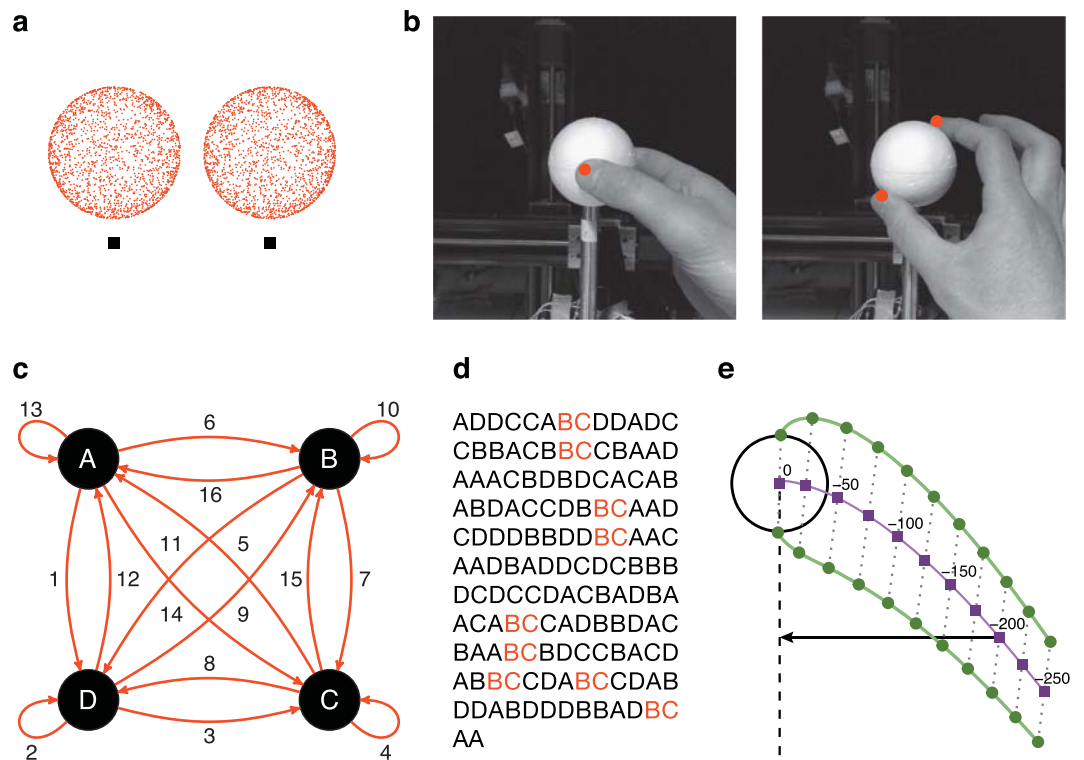 a
b
c
13
6
10
A
B
16
11
5
1
12
15
7
14
9
8
D
C
2
3
4
d
ADDCCABCDDADC
CBBACBBCCBAAD
AAACBDBDCACAB
ABDACCDBBCAAD
CDDDBBDDBCAAC
AADBADDCDCBBB
DCDCCDACBADBA
ACABCCADBBDAC
BAABCBDCCBACD
ABBCCDABCCDAB
DDABDDDBBADBC
AA
e
0
−50
−100
−150
−200
−250